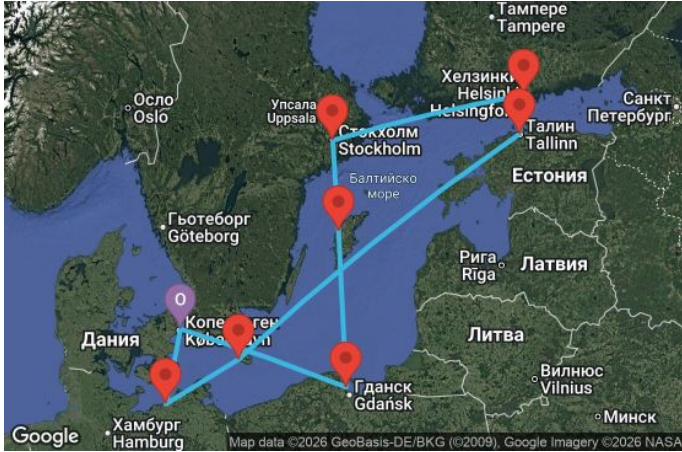 Тампере
Tampere
Хелзинки
Helsinki
Helsingfo
Осло
Oslo
Упсала
Uppsala
Санкт
Петербург
Стокхолм
Stockholm
Талин
Tallinn
Балтийско
море
Естония
Гьотеборг
Göteborg
Рига
Rīga
Латвия
O
Копенгаген
København
Дания
Литва
Вилнюс
Vilnius
Гданск
Gdańsk
Минск
Хамбург
Hamburg
Google
Map data ©2026 GeoBasis-DE/BKG (©2009), Google Imagery ©2026 NASA